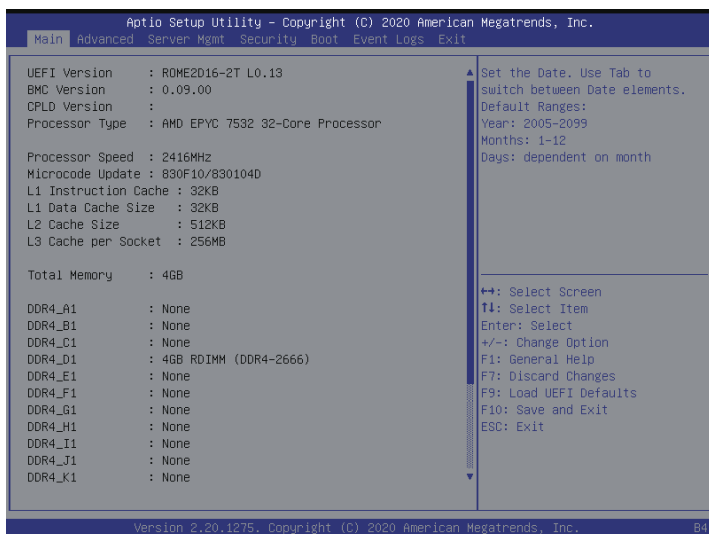 Aptio Setup Utility – Copyright (C) 2020 American Megatrends, Inc.
Main Advanced Server Mgmt Security Boot Event Logs Exit
UEFI Version : ROME2D16-2T L0.13
BMC Version : 0.09.00
CPLD Version :
Processor Type : AMD EPYC 7532 32-Core Processor
Processor Speed : 2416MHz
Microcode Update : 830F10/830104D
L1 Instruction Cache : 32KB
L1 Data Cache Size : 32KB
L2 Cache Size : 512KB
L3 Cache per Socket : 256MB
Total Memory : 4GB
DDR4_A1 : None
DDR4_B1 : None
DDR4_C1 : None
DDR4_D1 : 4GB RDIMM (DDR4-2666)
DDR4_E1 : None
DDR4_F1 : None
DDR4_G1 : None
DDR4_H1 : None
DDR4_I1 : None
DDR4_J1 : None
DDR4_K1 : None
Set the Date. Use Tab to
switch between Date elements.
Default Ranges:
Year: 2005-2099
Months: 1-12
Days: dependent on month
↔: Select Screen
↑↓: Select Item
Enter: Select
+/-: Change Option
F1: General Help
F7: Discard Changes
F9: Load UEFI Defaults
F10: Save and Exit
ESC: Exit
Version 2.20.1275. Copyright (C) 2020 American Megatrends, Inc.
B4